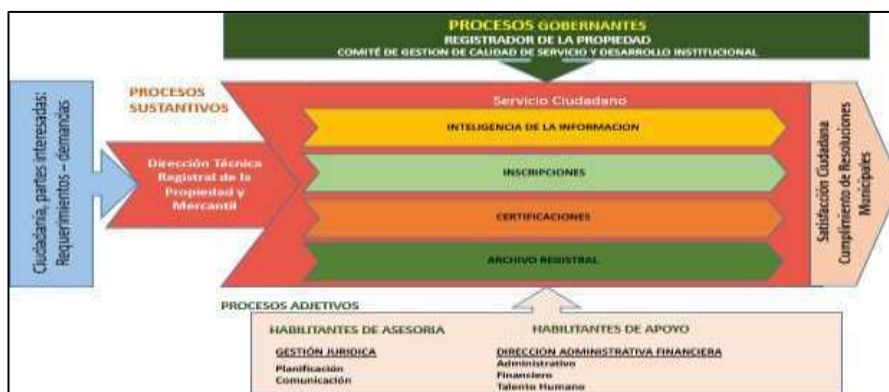 PROCESOS GOBERNANTES
REGISTRADOR DE LA PROPIEDAD
COMITÉ DE GESTION DE CALIDAD DE SERVICIO Y DESARROLLO INSTITUCIONAL
Ciudadanía, partes interesadas:
Requerimientos – demandas
PROCESOS
SUSTANTIVOS
Dirección Técnica
Registral de la
Propiedad y
Mercantil
Servicio Ciudadano
INTELIGENCIA DE LA INFORMACION
INSCRIPCIONES
CERTIFICACIONES
ARCHIVO REGISTRAL
Satisfacción Ciudadana
Cumplimiento de Resoluciones
Municipales
PROCESOS ADJETIVOS
HABILITANTES DE ASESORIA
GESTIÓN JURIDICA
Planificación
Comunicación
HABILITANTES DE APOYO
DIRECCION ADMINISTRATIVA FINANCIERA
Administrativo
Financiero
Talento Humano